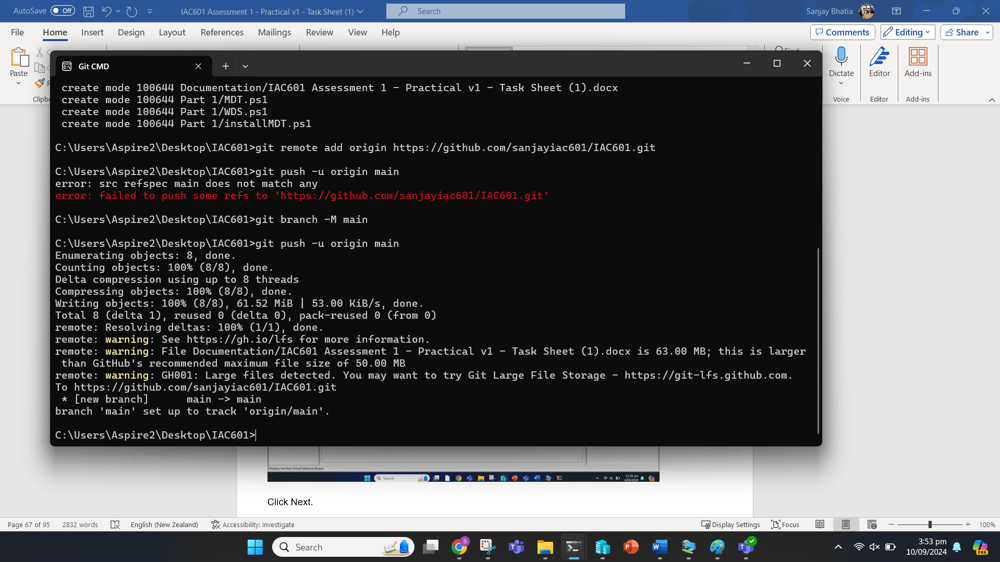 AutoSave Off
IAC601 Assessment 1 - Practical v1 - Task Sheet (1)
Search
Sanjay Bhatia
File Home Insert Design Layout References Mailings Review View Help
Comments Editing Share
Paste
Find
Dictate Editor Add-ins
Voice Editor Add-ins
Git CMD
create mode 100644 Documentation/IAC601 Assessment 1 - Practical v1 - Task Sheet (1).docx
create mode 100644 Part 1/MDT.ps1
create mode 100644 Part 1/WDS.ps1
create mode 100644 Part 1/installMDT.ps1
C:\Users\Aspire2\Desktop\IAC601>git remote add origin https://github.com/sanjayiac601/IAC601.git
C:\Users\Aspire2\Desktop\IAC601>git push -u origin main
error: src refspec main does not match any
error: failed to push some refs to 'https://github.com/sanjayiac601/IAC601.git'
C:\Users\Aspire2\Desktop\IAC601>git branch -M main
C:\Users\Aspire2\Desktop\IAC601>git push -u origin main
Enumerating objects: 8, done.
Counting objects: 100% (8/8), done.
Delta compression using up to 8 threads
Compressing objects: 100% (8/8), done.
Writing objects: 100% (8/8), 61.52 MiB | 53.00 KiB/s, done.
Total 8 (delta 1), reused 0 (delta 0), pack-reused 0 (from 0)
remote: Resolving deltas: 100% (1/1), done.
remote: warning: See https://gh.io/lfs for more information.
remote: warning: File Documentation/IAC601 Assessment 1 - Practical v1 - Task Sheet (1).docx is 63.00 MB; this is larger
than GitHub's recommended maximum file size of 50.00 MB
remote: warning: GH001: Large files detected. You may want to try Git Large File Storage - https://git-lfs.github.com.
To https://github.com/sanjayiac601/IAC601.git
* [new branch] main -> main
branch 'main' set up to track 'origin/main'.
C:\Users\Aspire2\Desktop\IAC601>
Displays the New Virtual Machine Wizard.
Search
11:56 am
4/09/2024
Click Next.
Page 67 of 95 2832 words English (New Zealand) Accessibility: Investigate
Display Settings Focus 100%
Search
3:53 pm
10/09/2024
PRE